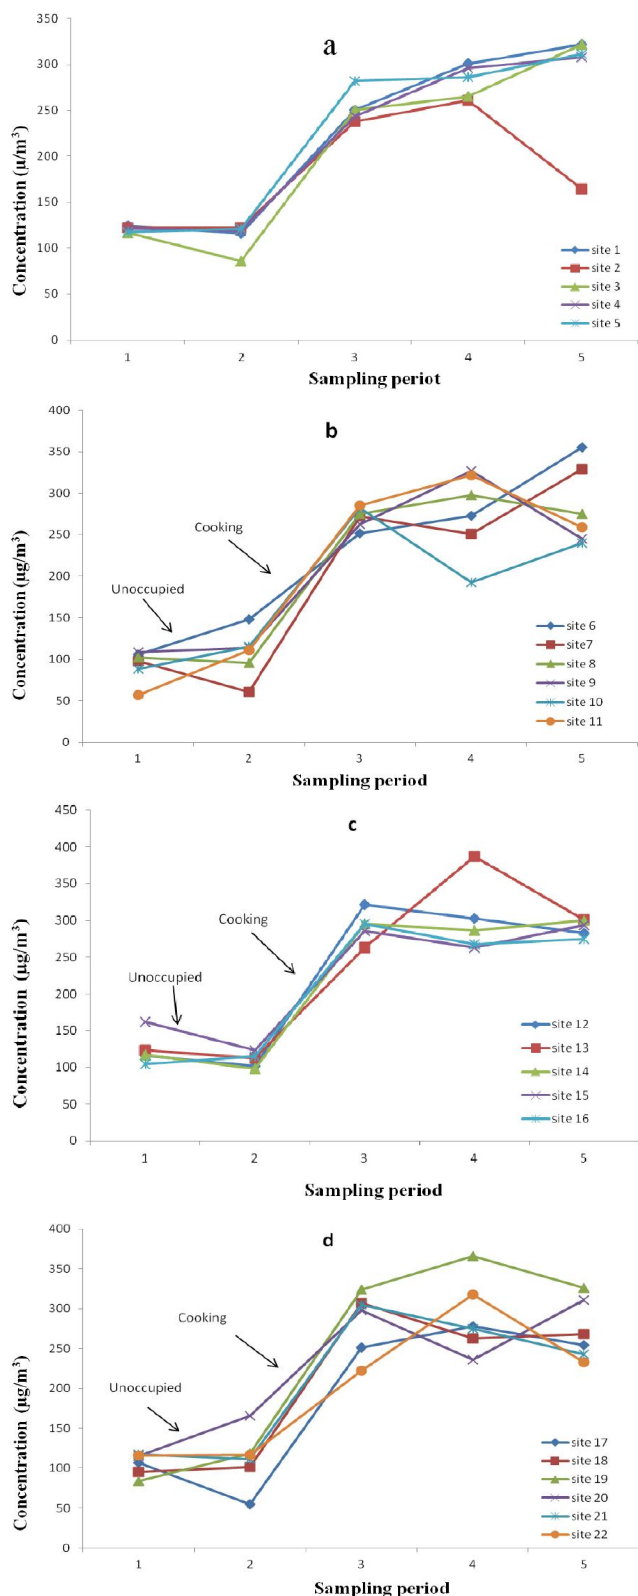 a
350
300
250
200
150
100
50
0
Concentration (µ/m³)
1 2 3 4 5
Sampling periot
site 1
site 2
site 3
site 4
site 5
b
400
350
300
250
200
150
100
50
0
Concentration (µg/m³)
Cooking
Unoccupied
1 2 3 4 5
Sampling period
site 6
site7
site 8
site 9
site 10
site 11
c
450
400
350
300
250
200
150
100
50
0
Concentration (µg/m³)
Cooking
Unoccupied
1 2 3 4 5
Sampling period
site 12
site 13
site 14
site 15
site 16
d
400
350
300
250
200
150
100
50
0
Concentration (µg/m³)
Cooking
Unoccupied
1 2 3 4 5
Sampling period
site 17
site 18
site 19
site 20
site 21
site 22